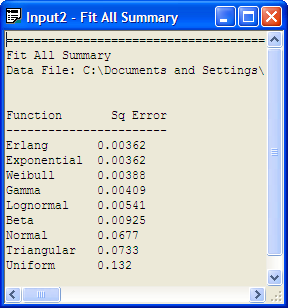 Input2 - Fit All Summary
Fit All Summary
Data File: C:\Documents and Settings\
Function Sq Error
Erlang 0.00362
Exponential 0.00362
Weibull 0.00388
Gamma 0.00409
Lognormal 0.00541
Beta 0.00925
Normal 0.0677
Triangular 0.0733
Uniform 0.132